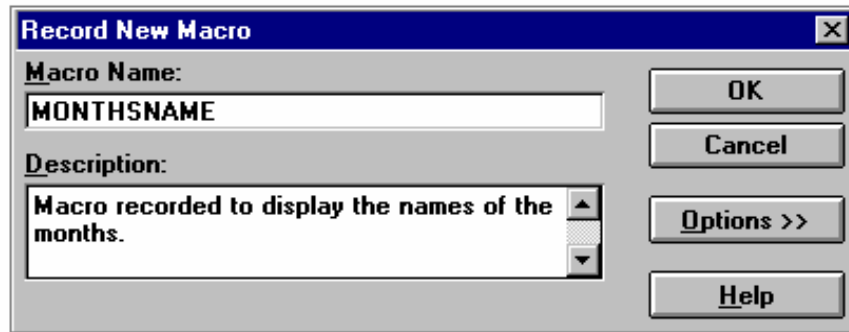 Record New Macro
Macro Name:
MONTHSNAME
OK
Cancel
Description:
Macro recorded to display the names of the
months.
Options >>
Help